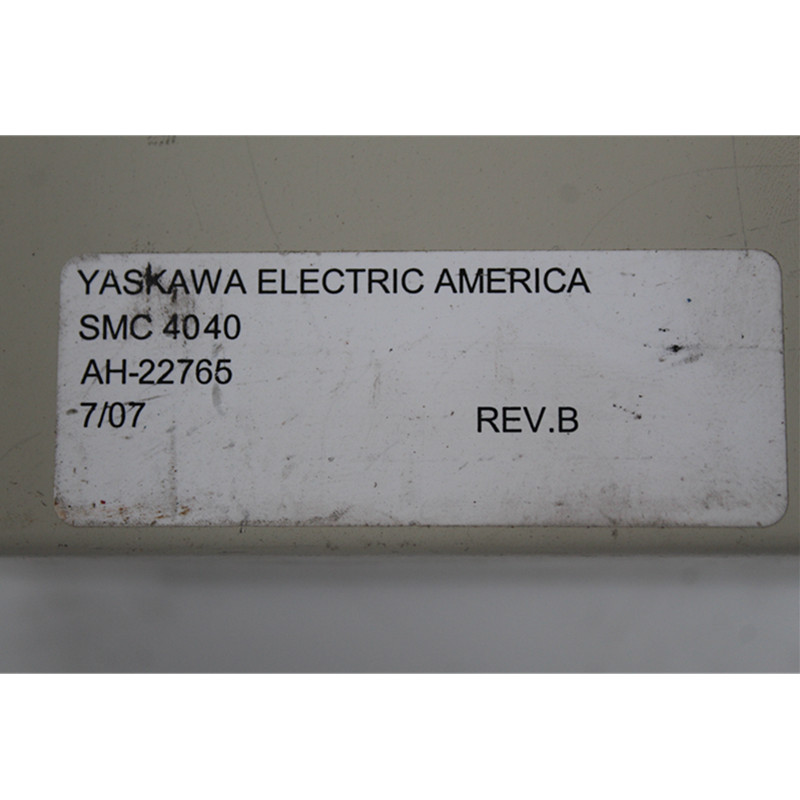 YASKAWA ELECTRIC AMERICA
SMC 4040
AH-22765
7/07 REV.B